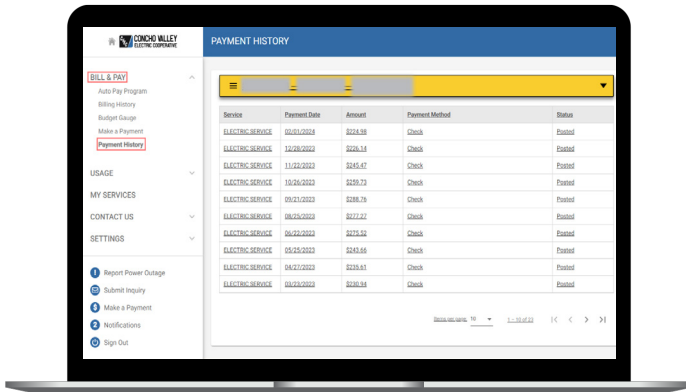 CONCHO VALLEY
ELECTRIC COOPERATIVE
PAYMENT HISTORY
BILL & PAY
Auto Pay Program
Billing History
Budget Gauge
Make a Payment
Payment History
USAGE
MY SERVICES
CONTACT US
SETTINGS
Report Power Outage
Submit Inquiry
Make a Payment
2 Notifications
Sign Out
Service Payment Date Amount Payment Method Status
ELECTRIC SERVICE 02/01/2024 $224.98 Check Posted
ELECTRIC SERVICE 12/28/2023 $226.14 Check Posted
ELECTRIC SERVICE 11/22/2023 $245.47 Check Posted
ELECTRIC SERVICE 10/26/2023 $259.73 Check Posted
ELECTRIC SERVICE 09/21/2023 $288.76 Check Posted
ELECTRIC SERVICE 08/25/2023 $277.27 Check Posted
ELECTRIC SERVICE 06/22/2023 $275.52 Check Posted
ELECTRIC SERVICE 05/25/2023 $243.66 Check Posted
ELECTRIC SERVICE 04/27/2023 $235.61 Check Posted
ELECTRIC SERVICE 03/23/2023 $230.94 Check Posted
Items per page: 10 1 – 10 of 23